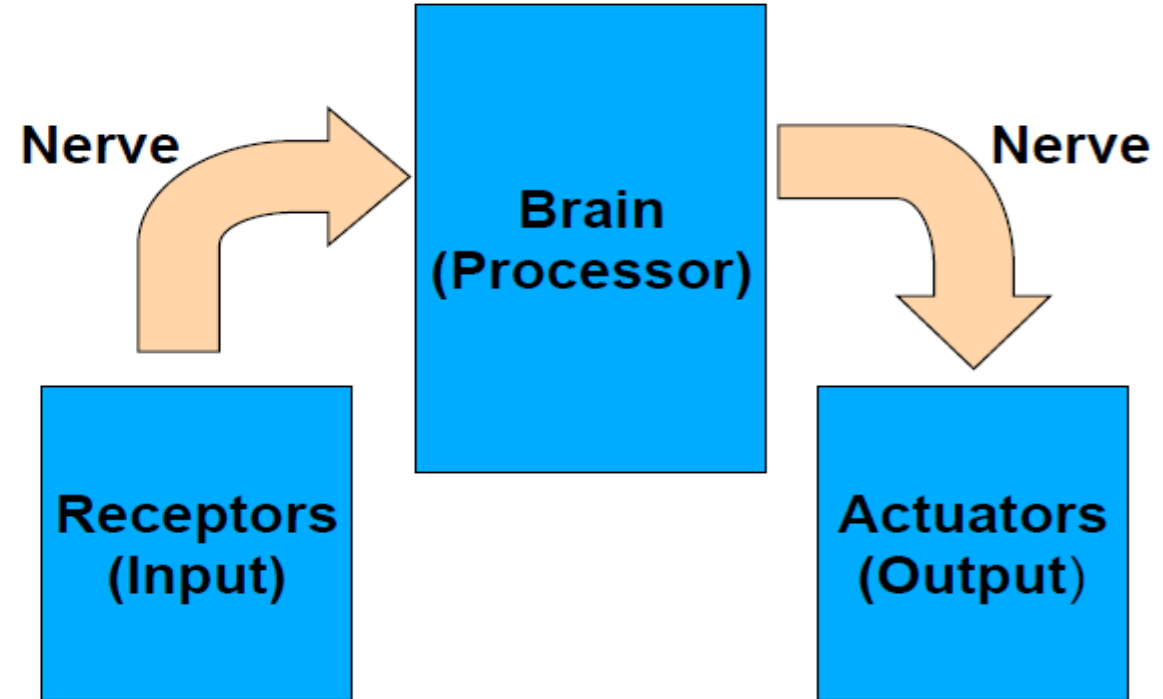 Nerve
Nerve
Brain
(Processor)
Receptors
(Input)
Actuators
(Output)